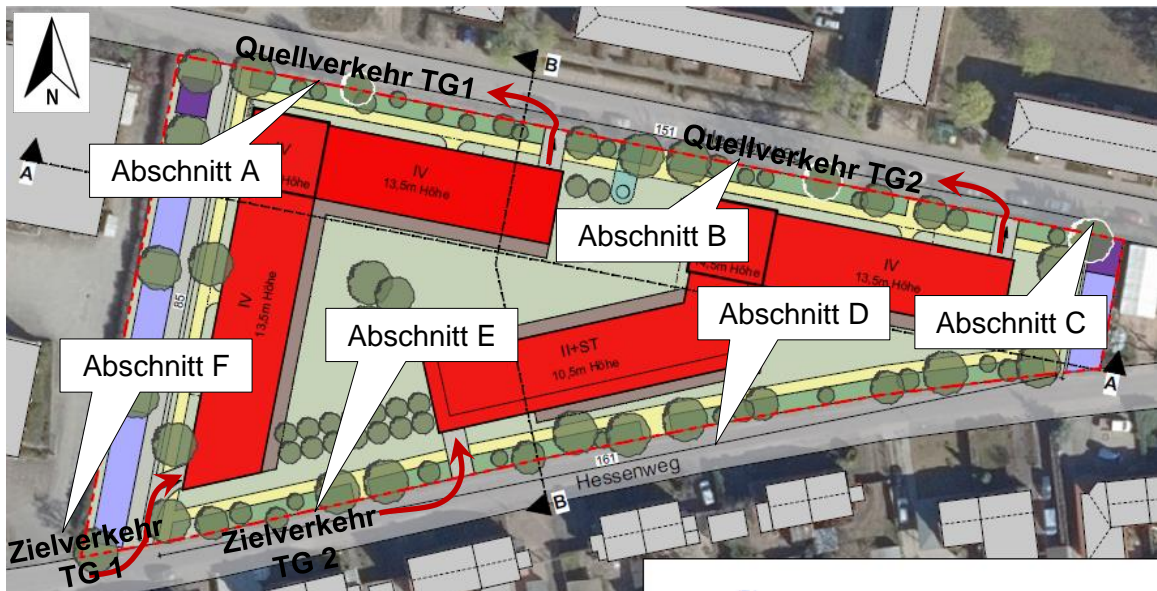 N
Quellverkehr TG1
B
151
Quellverkehr TG2
A
Abschnitt A
IV
13,5m Höhe
Höhe
V
Abschnitt B
IV
13,5m Höhe
Höhe
85
IV
13,5m Höhe
Abschnitt D
Abschnitt C
Abschnitt E
II+ST
10,5m Höhe
Abschnitt F
A
161
Hessenweg
B
Zielverkehr
TG 1
Zielverkehr
TG 2